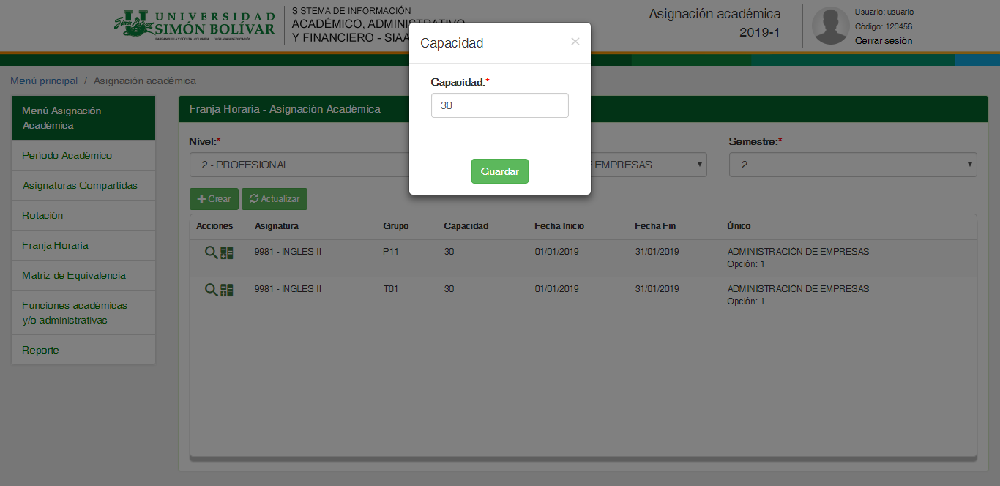 UNIVERSIDAD
SIMÓN BOLÍVAR
SISTEMA DE INFORMACIÓN
ACADÉMICO, ADMINISTRATIVO
Y FINANCIERO - SIAA
Asignación académica
2019-1
Usuario: usuario
Código: 123456
Cerrar sesión
Menú principal / Asignación académica
Capacidad ×
Capacidad:*
30
Guardar
Menú Asignación
Académica
Período Académico
Asignaturas Compartidas
Rotación
Franja Horaria
Matriz de Equivalencia
Funciones académicas
y/o administrativas
Reporte
Franja Horaria - Asignación Académica
Nivel:* Semestre:*
2 - PROFESIONAL EMPRESAS 2
Crear Actualizar
Acciones Asignatura Grupo Capacidad Fecha Inicio Fecha Fin Único
9981 - INGLES II P11 30 01/01/2019 31/01/2019 ADMINISTRACIÓN DE EMPRESAS
Opción: 1
9981 - INGLES II T01 30 01/01/2019 31/01/2019 ADMINISTRACIÓN DE EMPRESAS
Opción: 1